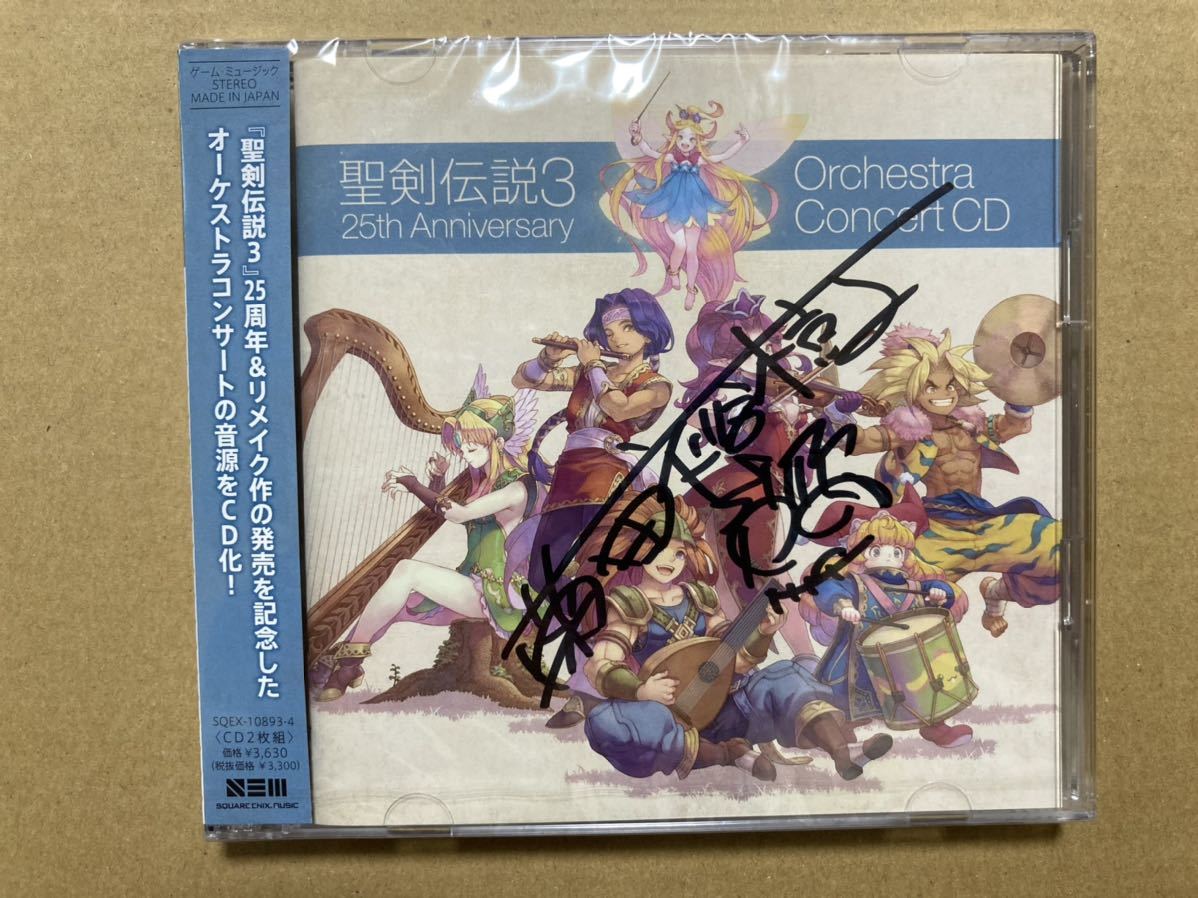 ゲーム・ミュージック
STEREO
MADE IN JAPAN
『聖剣伝説3』25周年&リメイク作の発売を記念した
オーケストラコンサートの音源をCD化!
SQEX-10893-4
〈CD2枚組〉
価格 ¥3,630
(税抜価格 ¥3,300)
SQUARE ENIX. MUSIC
聖剣伝説3
25th Anniversary
Orchestra
Concert CD